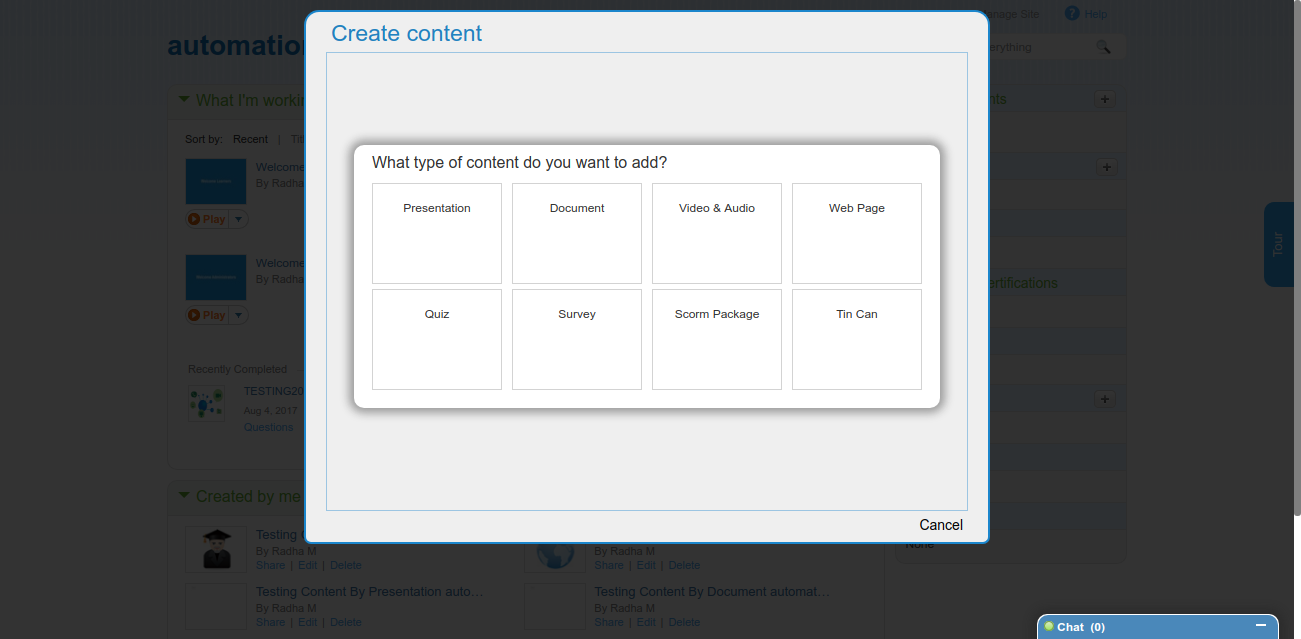 Create content
Manage Site
Help
automation
everything
What I'm workin
Sort by: Recent | Titl
Welcome
By Radha
Play
Welcome
By Radha
Play
Recently Completed
TESTING20
Aug 4, 2017
Questions
What type of content do you want to add?
Presentation
Document
Video & Audio
Web Page
Quiz
Survey
Scorm Package
Tin Can
Cancel
nts
ertifications
None
Tour
Created by me
Testing
By Radha M
Share | Edit | Delete
By Radha M
Share | Edit | Delete
Testing Content By Presentation auto...
By Radha M
Share | Edit | Delete
Testing Content By Document automat...
By Radha M
Share | Edit | Delete
Chat (0)